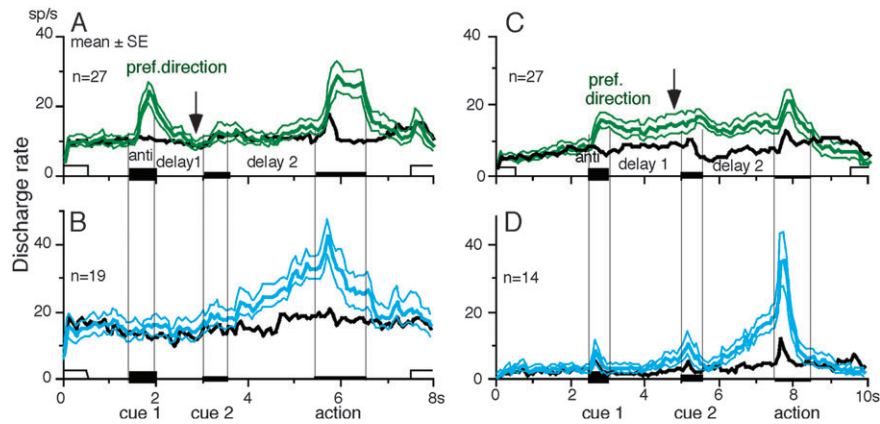 sp/s
A
40
mean ± SE
n=27
pref.direction
20
anti
delay1
delay 2
0
B
40
n=19
20
0
0 2 4 6 8s
cue 1 cue 2 action
Discharge rate
C
40
n=27
pref.
direction
20
anti
delay 1
delay 2
0
D
40
n=14
20
0
0 2 4 6 8 10s
cue 1 cue 2 action